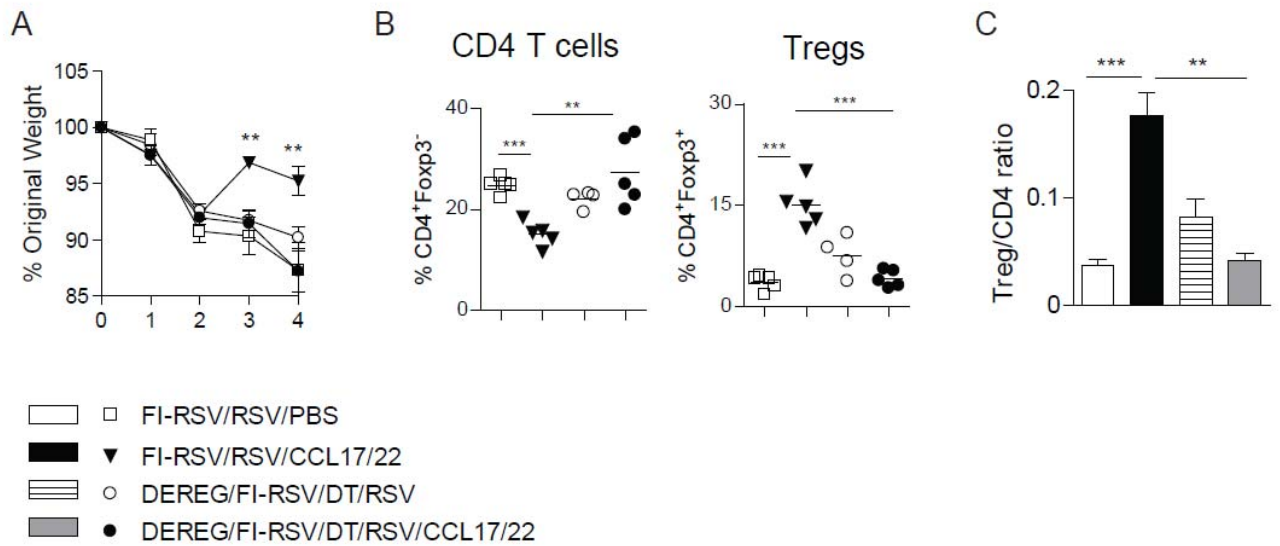 A
% Original Weight
105
100
95
90
85
0 1 2 3 4
** **
B
CD4 T cells
% CD4⁺Foxp3⁻
40
20
0
**
***
Tregs
% CD4⁺Foxp3⁺
30
15
0
***
***
C
Treg/CD4 ratio
0.2
0.1
0
*** **
FI-RSV/RSV/PBS
FI-RSV/RSV/CCL17/22
DEREG/FI-RSV/DT/RSV
DEREG/FI-RSV/DT/RSV/CCL17/22